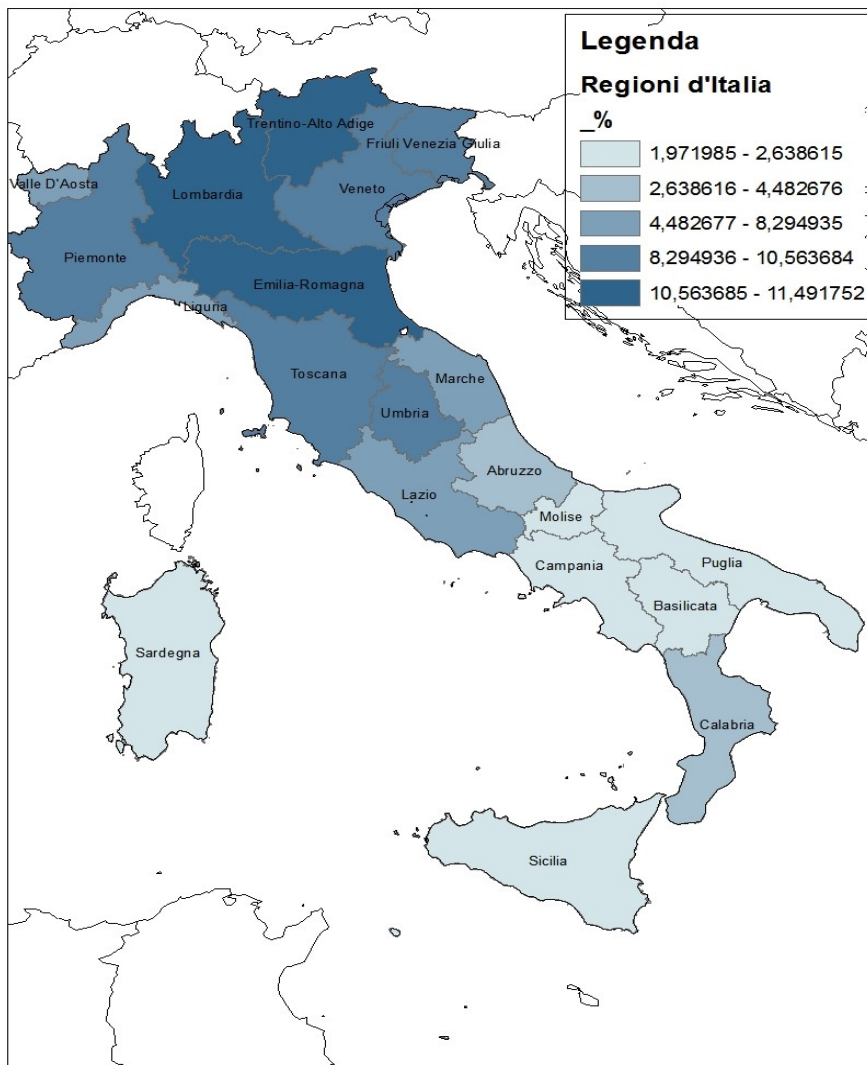 Legenda
Regioni d'Italia
_%
1,971985 - 2,638615
2,638616 - 4,482676
4,482677 - 8,294935
8,294936 - 10,563684
10,563685 - 11,491752
Trentino-Alto Adige
Friuli Venezia Giulia
Valle D'Aosta
Lombardia
Veneto
Piemonte
Emilia-Romagna
Liguria
Toscana
Marche
Umbria
Abruzzo
Lazio
Molise
Campania
Puglia
Basilicata
Sardegna
Calabria
Sicilia